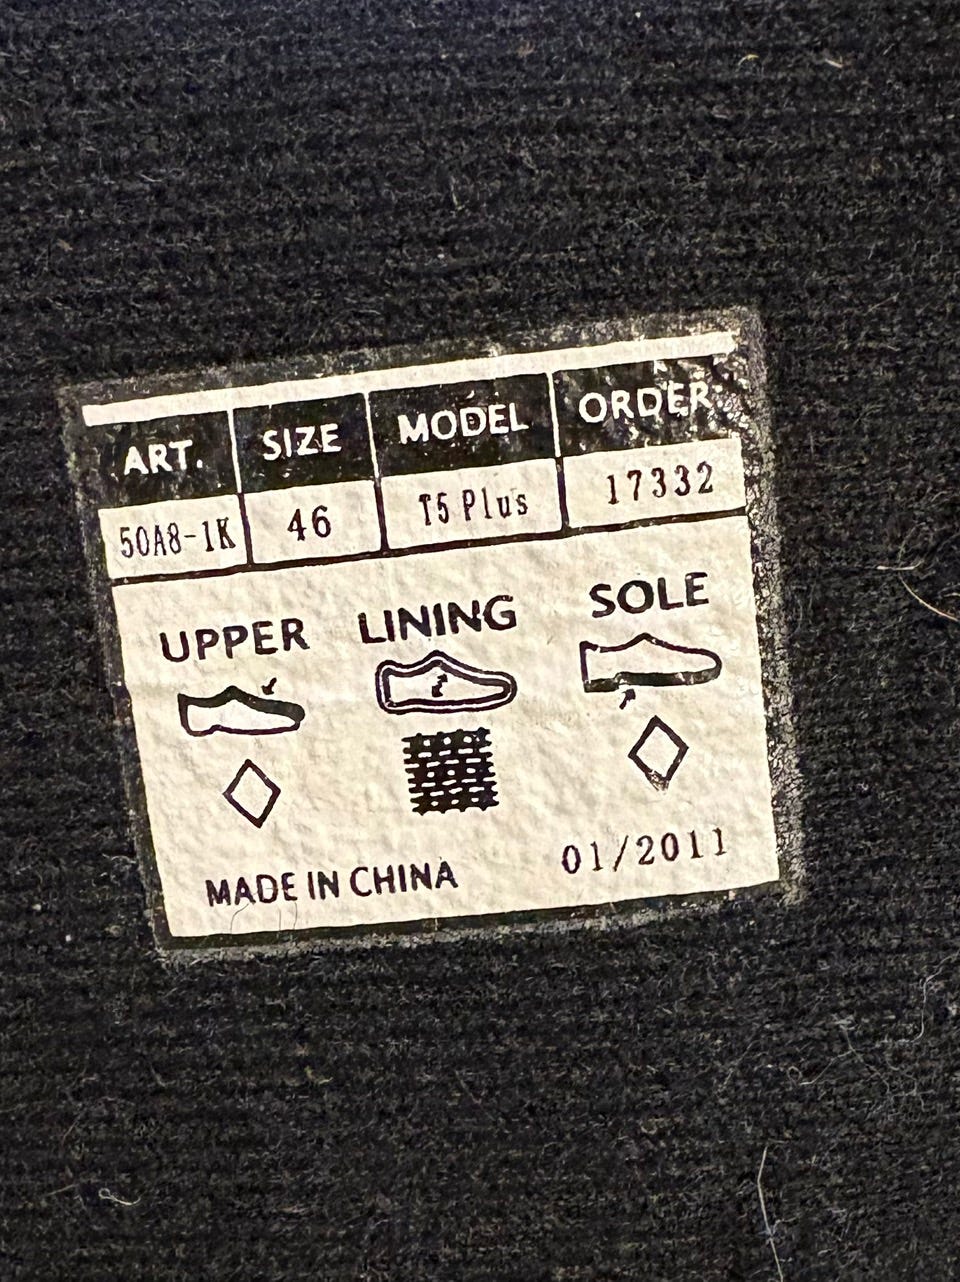 ART. SIZE MODEL ORDER
50A8-1K 46 T5 Plus 17332
UPPER LINING SOLE
MADE IN CHINA 01/2011